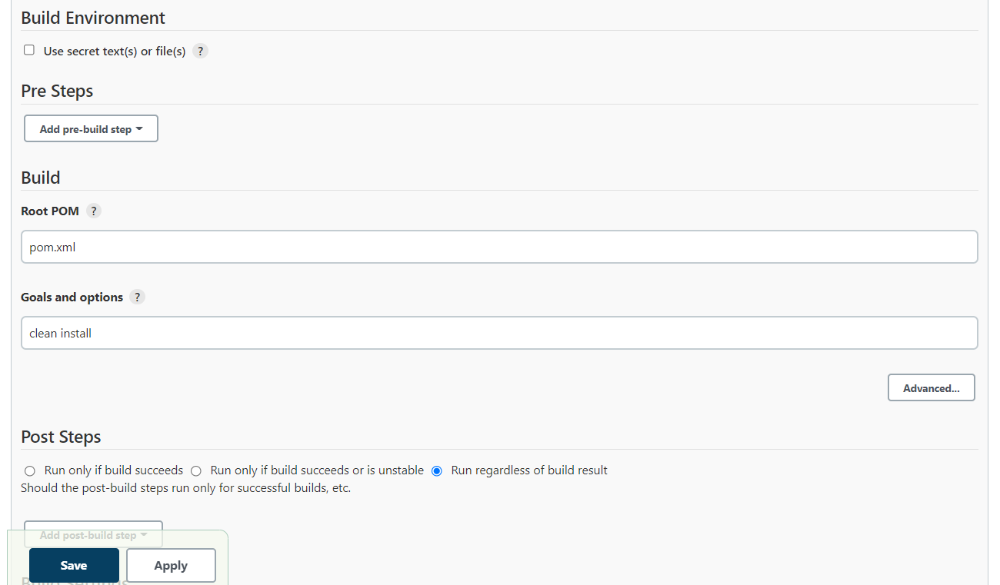 Build Environment
Use secret text(s) or file(s) ?
Pre Steps
Add pre-build step
Build
Root POM ?
pom.xml
Goals and options ?
clean install
Advanced...
Post Steps
Run only if build succeeds Run only if build succeeds or is unstable Run regardless of build result
Should the post-build steps run only for successful builds, etc.
Add post-build step
Save Apply
Build Settings